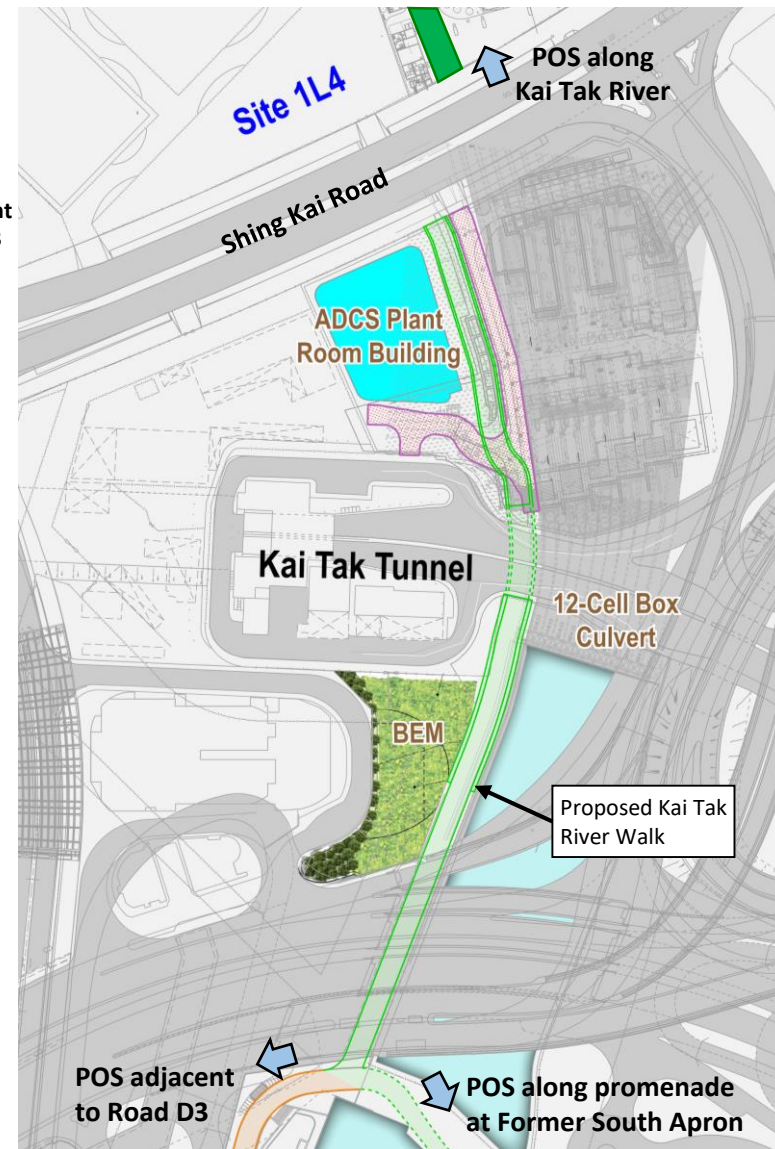 POS along
Kai Tak River
Site 1L4
Shing Kai Road
ADCS Plant
Room Building
Kai Tak Tunnel
12-Cell Box
Culvert
BEM
Proposed Kai Tak
River Walk
POS adjacent
to Road D3
POS along promenade
at Former South Apron